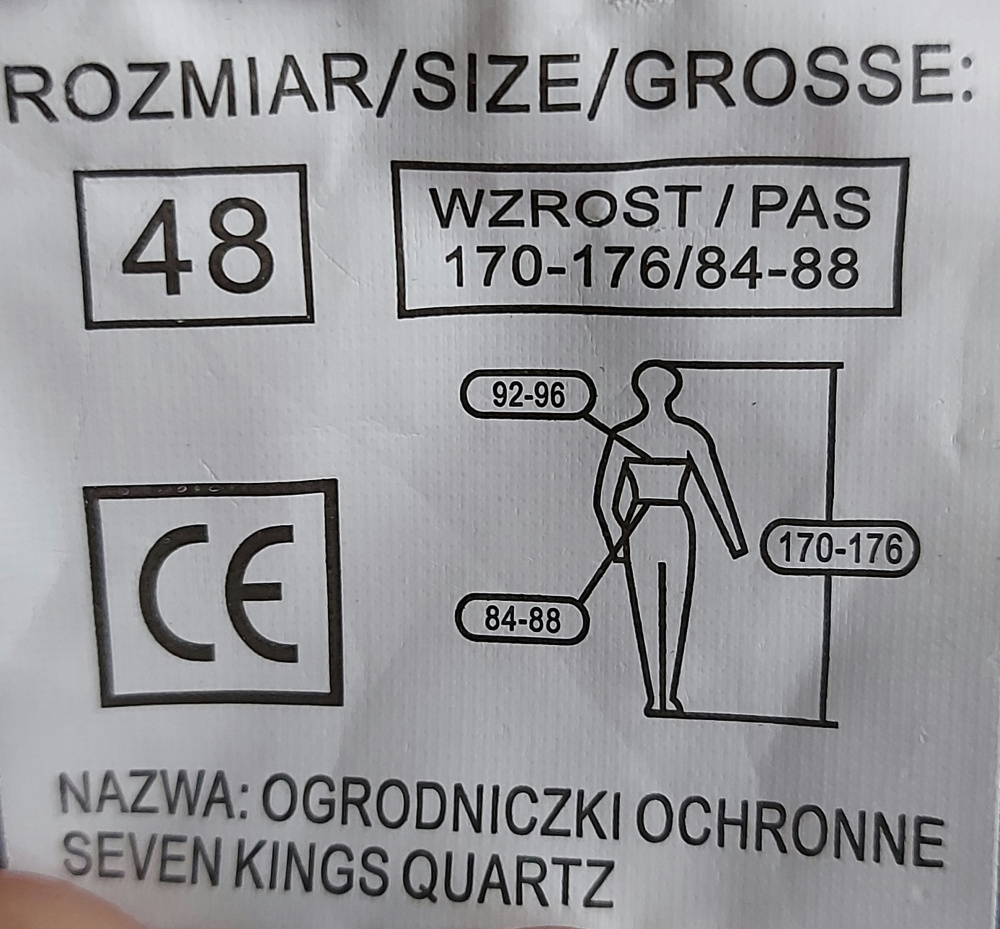 ROZMIAR/SIZE/GROSSE:
48
WZROST / PAS
170-176/84-88
92-96
170-176
84-88
CE
NAZWA: OGRODNICZKI OCHRONNE
SEVEN KINGS QUARTZ